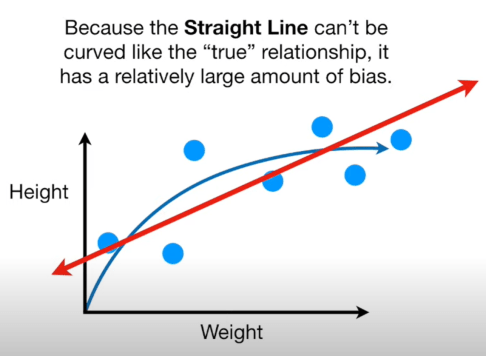 Because the Straight Line can’t be
curved like the “true” relationship, it
has a relatively large amount of bias.
Height
Weight